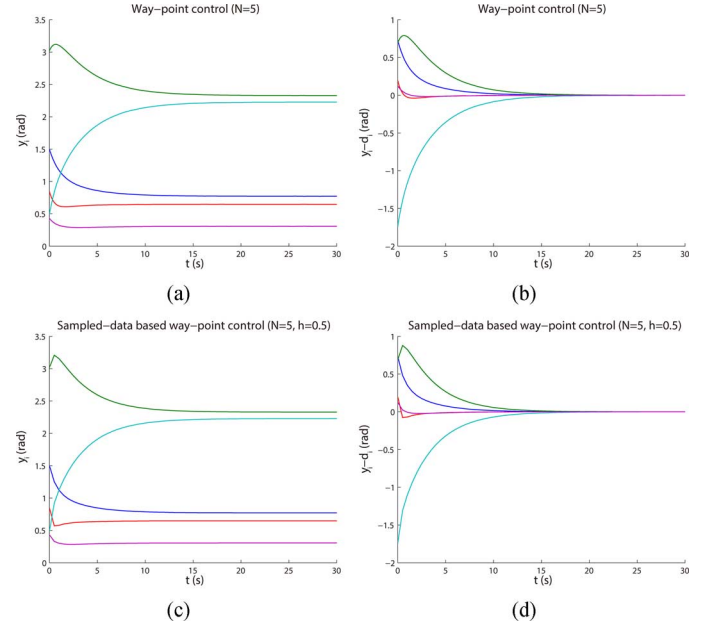 Way−point control (N=5)
3.5
3
2.5
2
1.5
1
0.5
0
0 5 10 15 20 25 30
y_i (rad)
t (s)
(a)
Way−point control (N=5)
1
0.5
0
−0.5
−1
−1.5
−2
0 5 10 15 20 25 30
y_i−d_i (rad)
t (s)
(b)
Sampled−data based way−point control (N=5, h=0.5)
3.5
3
2.5
2
1.5
1
0.5
0
0 5 10 15 20 25 30
y_i (rad)
t (s)
(c)
Sampled−data based way−point control (N=5, h=0.5)
1
0.5
0
−0.5
−1
−1.5
−2
0 5 10 15 20 25 30
y_i−d_i (rad)
t (s)
(d)